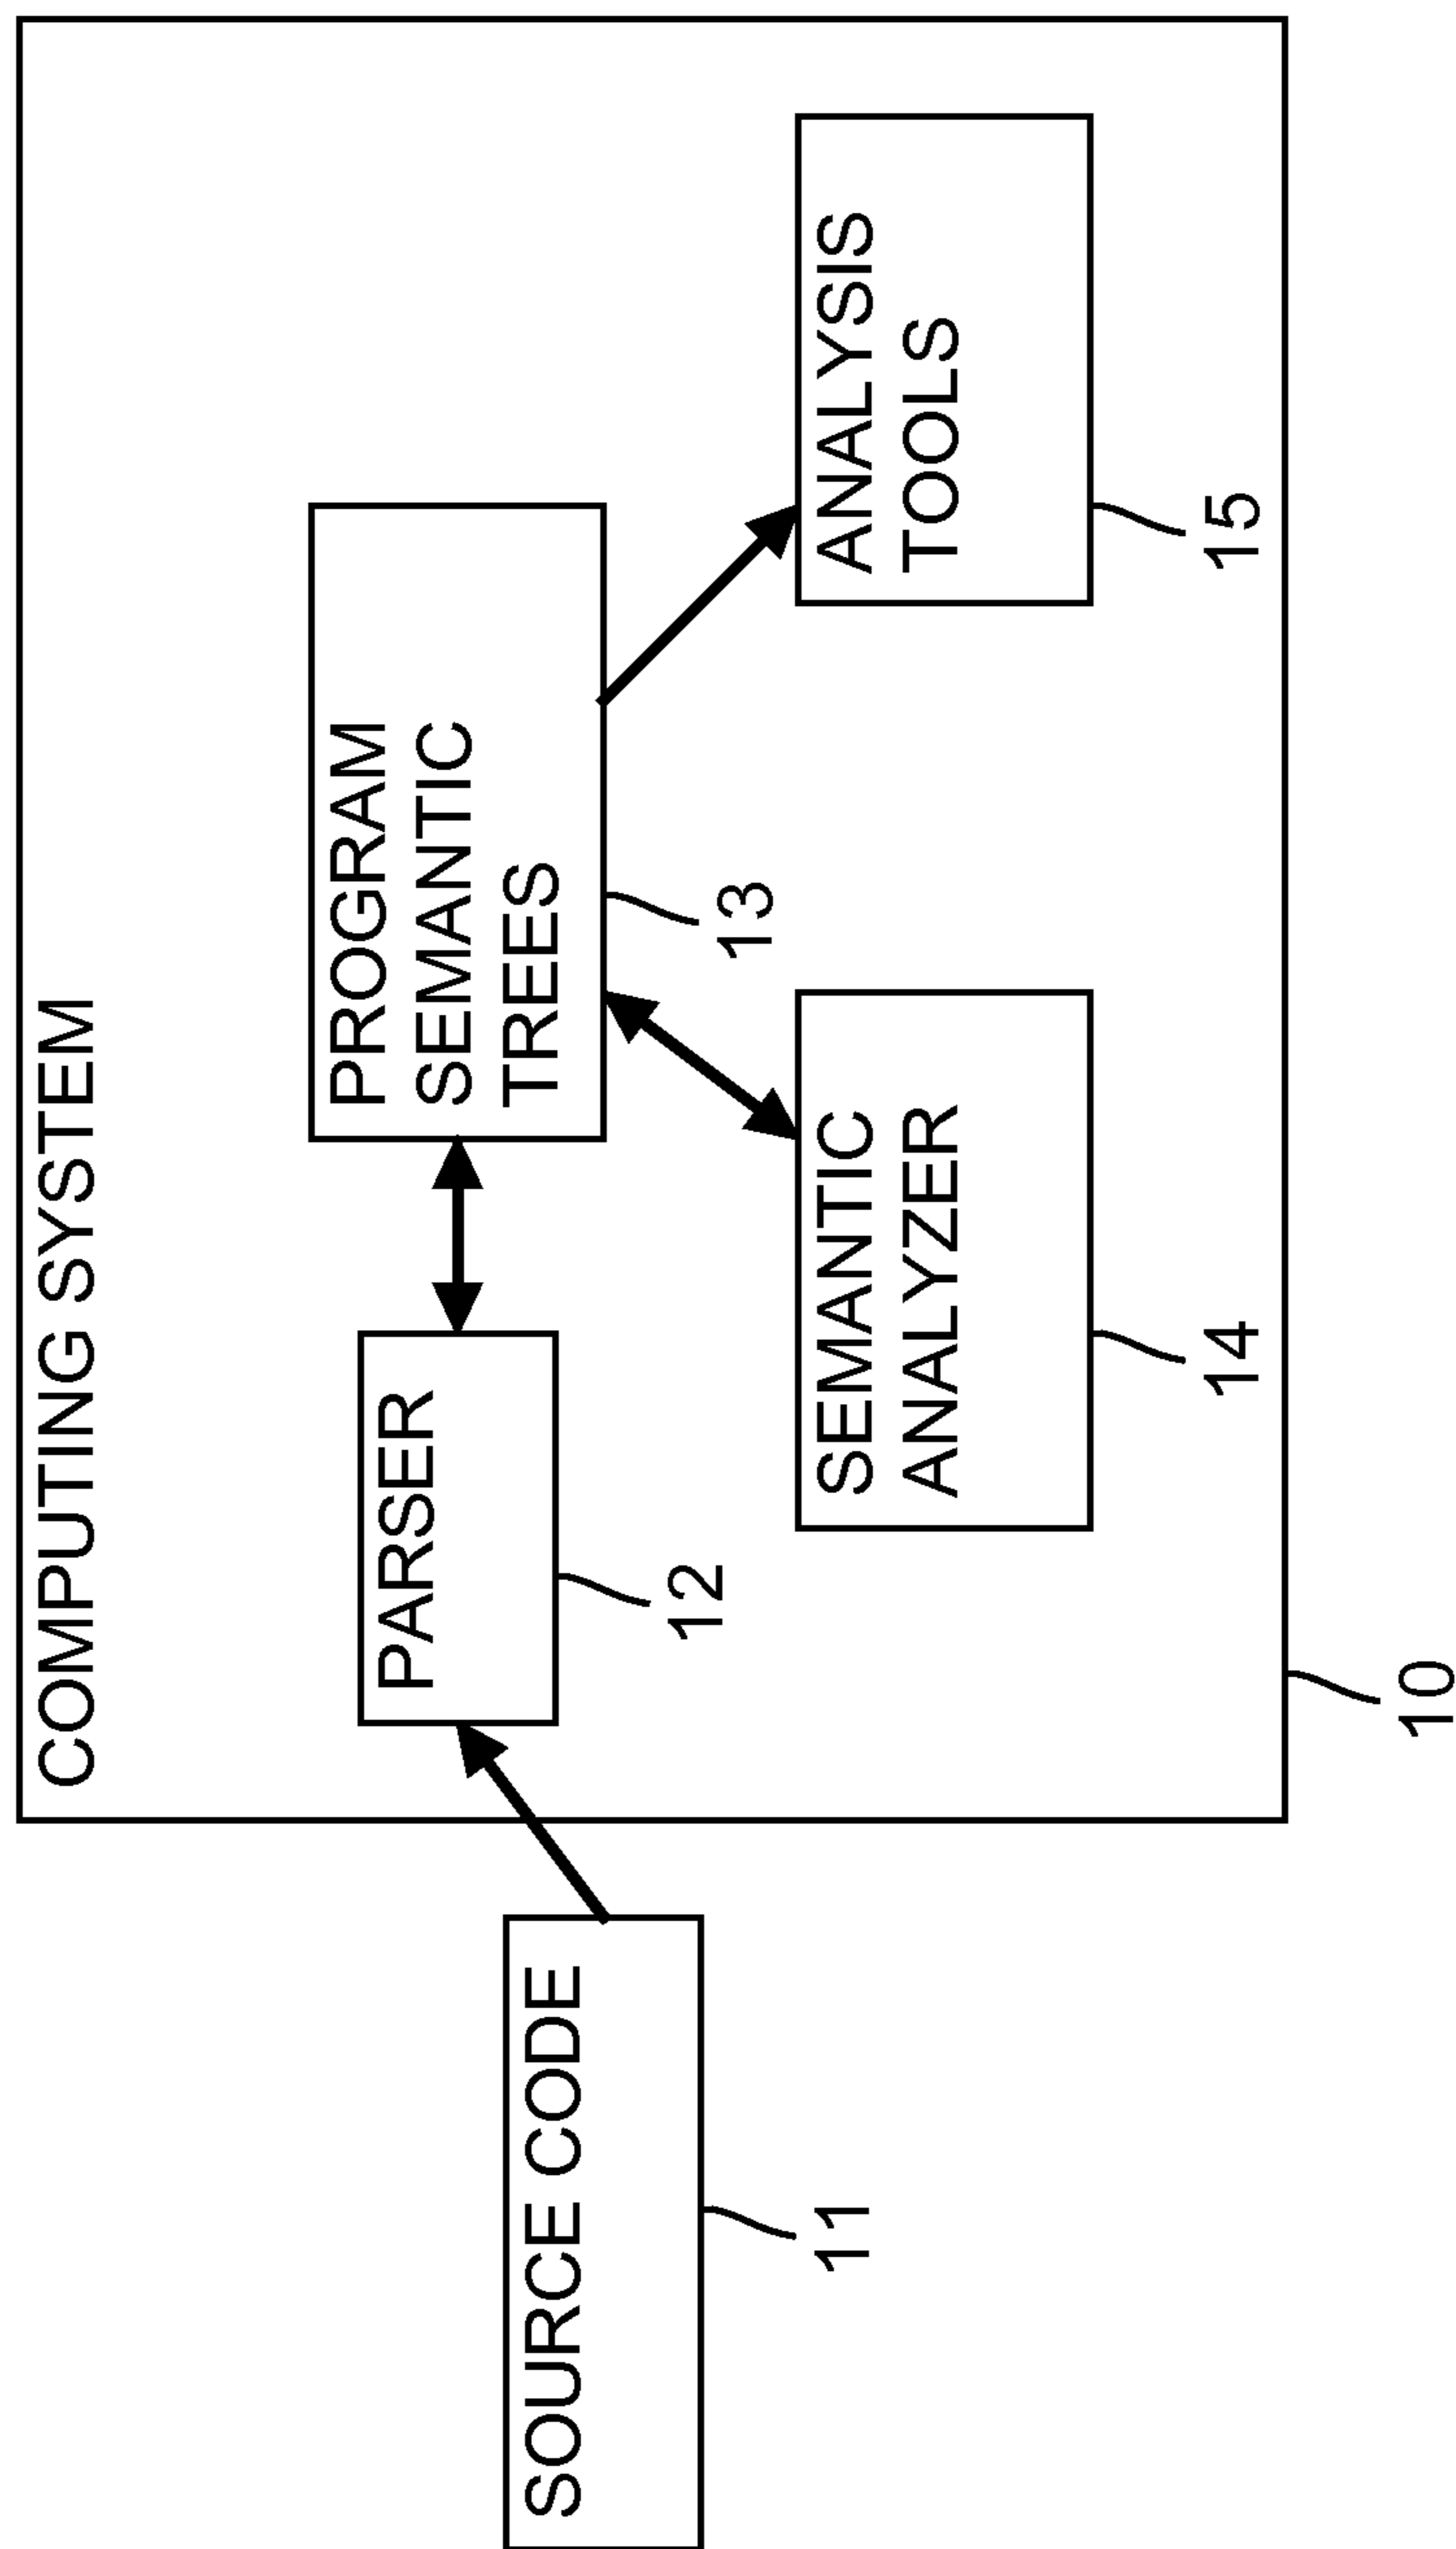 COMPUTING SYSTEM
SOURCE CODE
11
PARSER
12
PROGRAM
SEMANTIC
TREES
13
SEMANTIC
ANALYZER
14
ANALYSIS
TOOLS
15
10